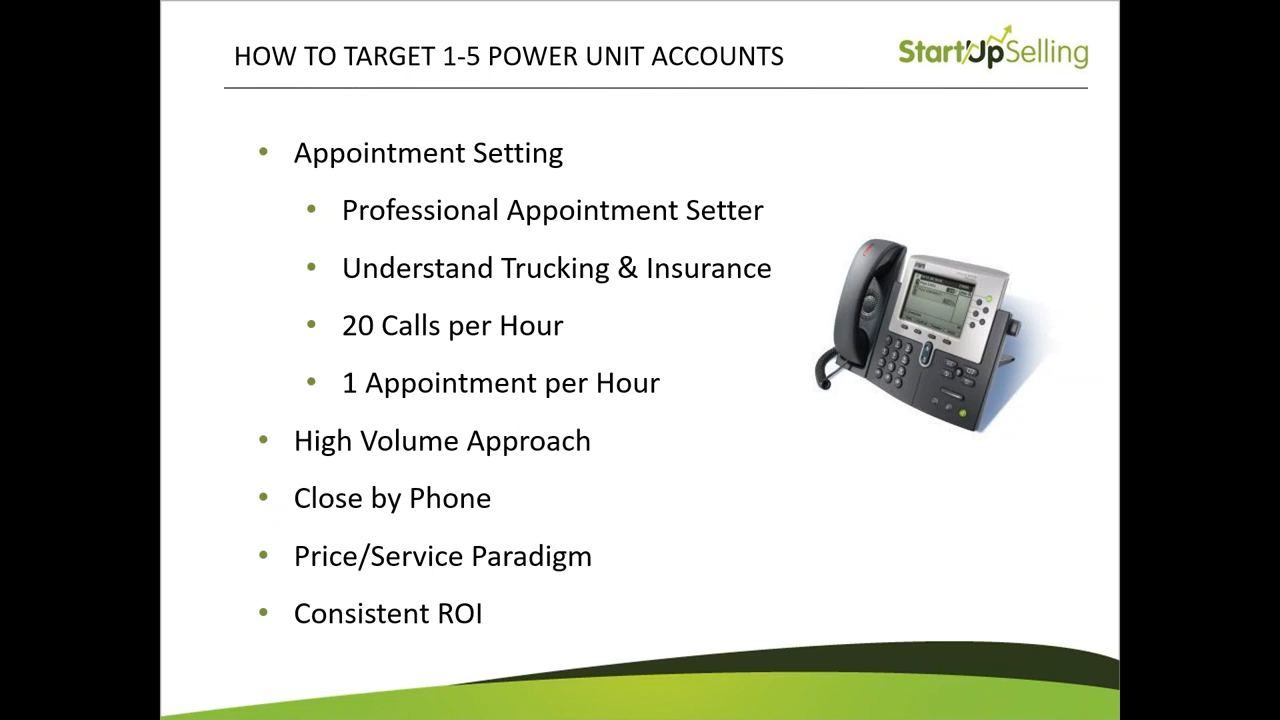 HOW TO TARGET 1-5 POWER UNIT ACCOUNTS
StartUpSelling
• Appointment Setting
• Professional Appointment Setter
• Understand Trucking & Insurance
• 20 Calls per Hour
• 1 Appointment per Hour
• High Volume Approach
• Close by Phone
• Price/Service Paradigm
• Consistent ROI